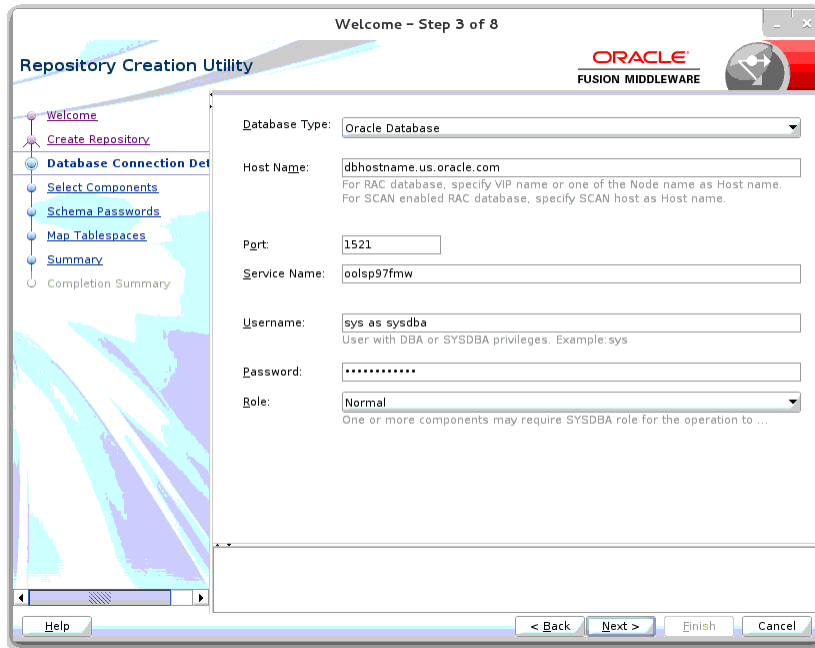 Welcome – Step 3 of 8
Repository Creation Utility
ORACLE
FUSION MIDDLEWARE
Welcome
Create Repository
Database Connection Det
Select Components
Schema Passwords
Map Tablespaces
Summary
Completion Summary
Database Type: Oracle Database
Host Name: dbhostname.us.oracle.com
For RAC database, specify VIP name or one of the Node name as Host name.
For SCAN enabled RAC database, specify SCAN host as Host name.
Port: 1521
Service Name: oolsp97fmw
Username: sys as sysdba
User with DBA or SYSDBA privileges. Example:sys
Password: ••••••••••••
Role: Normal
One or more components may require SYSDBA role for the operation to ...
Help < Back Next > Finish Cancel